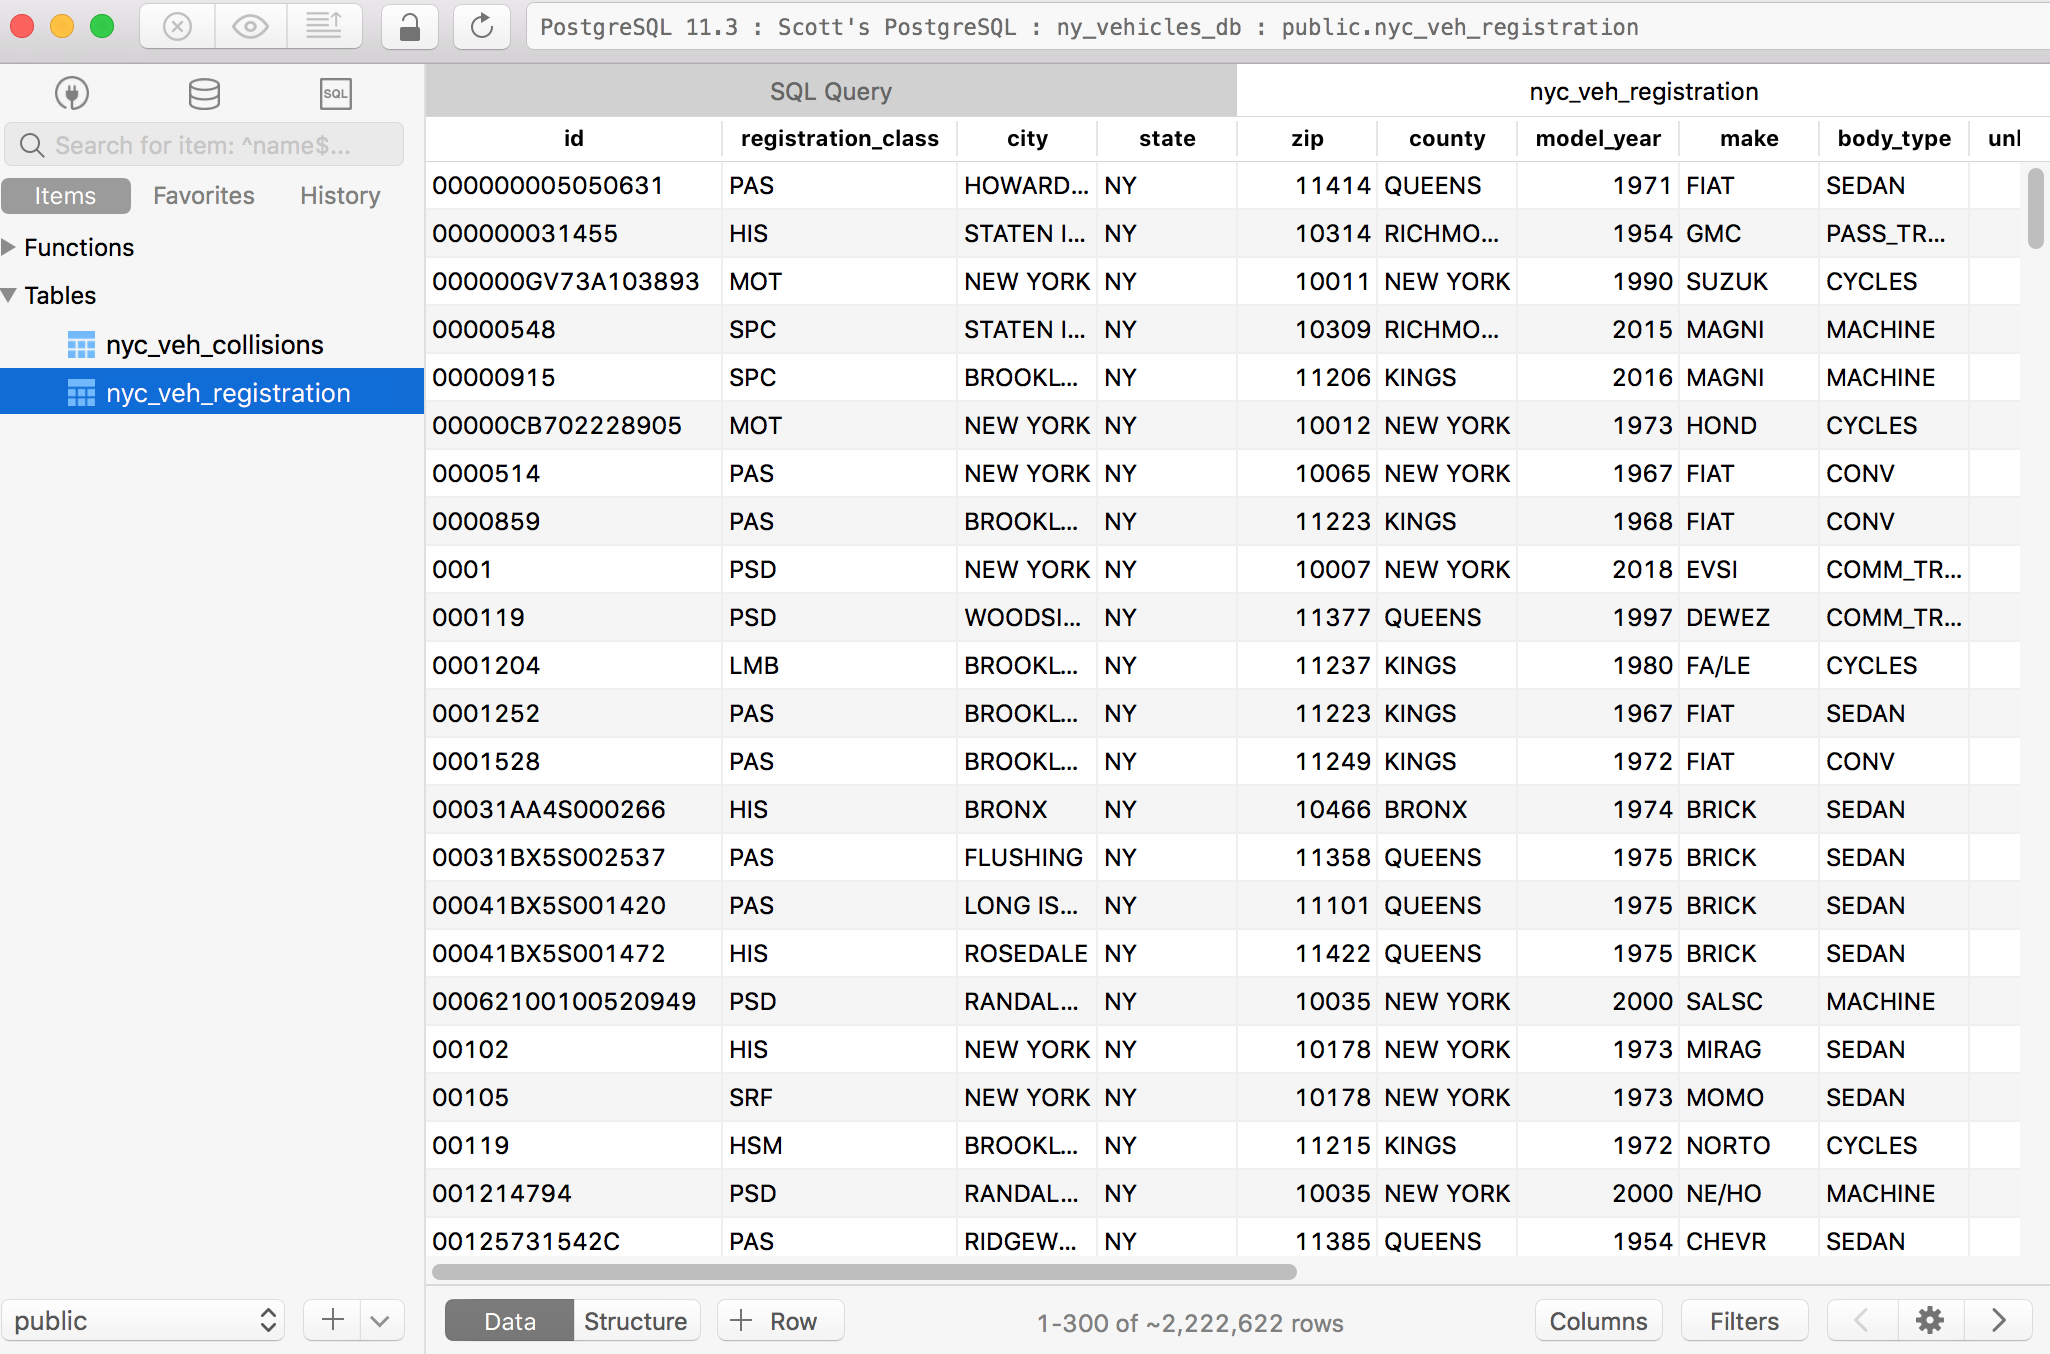 PostgreSQL 11.3 : Scott's PostgreSQL : ny_vehicles_db : public.nyc_veh_registration
SQL
Search for item: ^name$...
Items Favorites History
Functions
Tables
nyc_veh_collisions
nyc_veh_registration
public
SQL Query nyc_veh_registration
id registration_class city state zip county model_year make body_type
000000005050631 PAS HOWARD... NY 11414 QUEENS 1971 FIAT SEDAN
000000031455 HIS STATEN I... NY 10314 RICHMO... 1954 GMC PASS_TR...
000000GV73A103893 MOT NEW YORK NY 10011 NEW YORK 1990 SUZUK CYCLES
00000548 SPC STATEN I... NY 10309 RICHMO... 2015 MAGNI MACHINE
00000915 SPC BROOKL... NY 11206 KINGS 2016 MAGNI MACHINE
00000CB702228905 MOT NEW YORK NY 10012 NEW YORK 1973 HOND CYCLES
0000514 PAS NEW YORK NY 10065 NEW YORK 1967 FIAT CONV
0000859 PAS BROOKL... NY 11223 KINGS 1968 FIAT CONV
0001 PSD NEW YORK NY 10007 NEW YORK 2018 EVSI COMM_TR...
000119 PSD WOODSI... NY 11377 QUEENS 1997 DEWEZ COMM_TR...
0001204 LMB BROOKL... NY 11237 KINGS 1980 FA/LE CYCLES
0001252 PAS BROOKL... NY 11223 KINGS 1967 FIAT SEDAN
0001528 PAS BROOKL... NY 11249 KINGS 1972 FIAT CONV
00031AA4S000266 HIS BRONX NY 10466 BRONX 1974 BRICK SEDAN
00031BX5S002537 PAS FLUSHING NY 11358 QUEENS 1975 BRICK SEDAN
00041BX5S001420 PAS LONG IS... NY 11101 QUEENS 1975 BRICK SEDAN
00041BX5S001472 HIS ROSEDALE NY 11422 QUEENS 1975 BRICK SEDAN
00062100100520949 PSD RANDAL... NY 10035 NEW YORK 2000 SALSC MACHINE
00102 HIS NEW YORK NY 10178 NEW YORK 1973 MIRAG SEDAN
00105 SRF NEW YORK NY 10178 NEW YORK 1973 MOMO SEDAN
00119 HSM BROOKL... NY 11215 KINGS 1972 NORTO CYCLES
001214794 PSD RANDAL... NY 10035 NEW YORK 2000 NE/HO MACHINE
00125731542C PAS RIDGEW... NY 11385 QUEENS 1954 CHEVR SEDAN
Data Structure Row 1-300 of ~2,222,622 rows Columns Filters